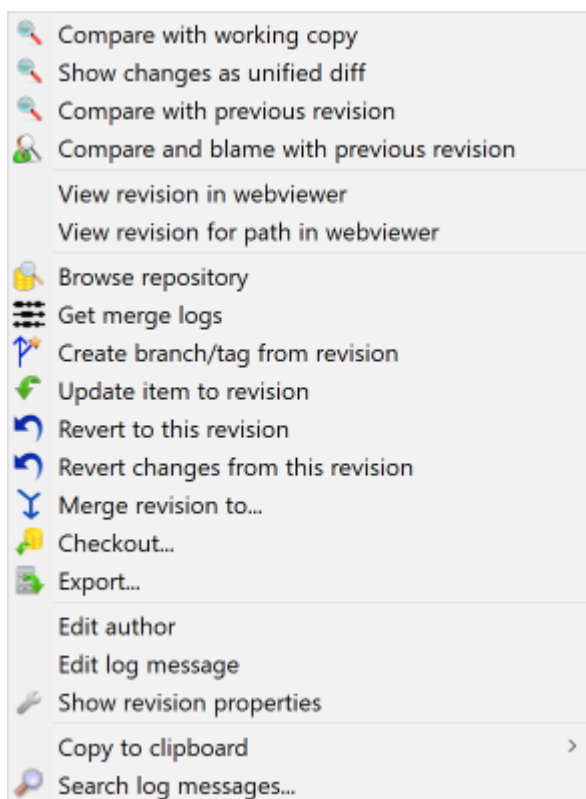 Compare with working copy
Show changes as unified diff
Compare with previous revision
Compare and blame with previous revision
View revision in webviewer
View revision for path in webviewer
Browse repository
Get merge logs
Create branch/tag from revision
Update item to revision
Revert to this revision
Revert changes from this revision
Merge revision to...
Checkout...
Export...
Edit author
Edit log message
Show revision properties
Copy to clipboard
Search log messages...